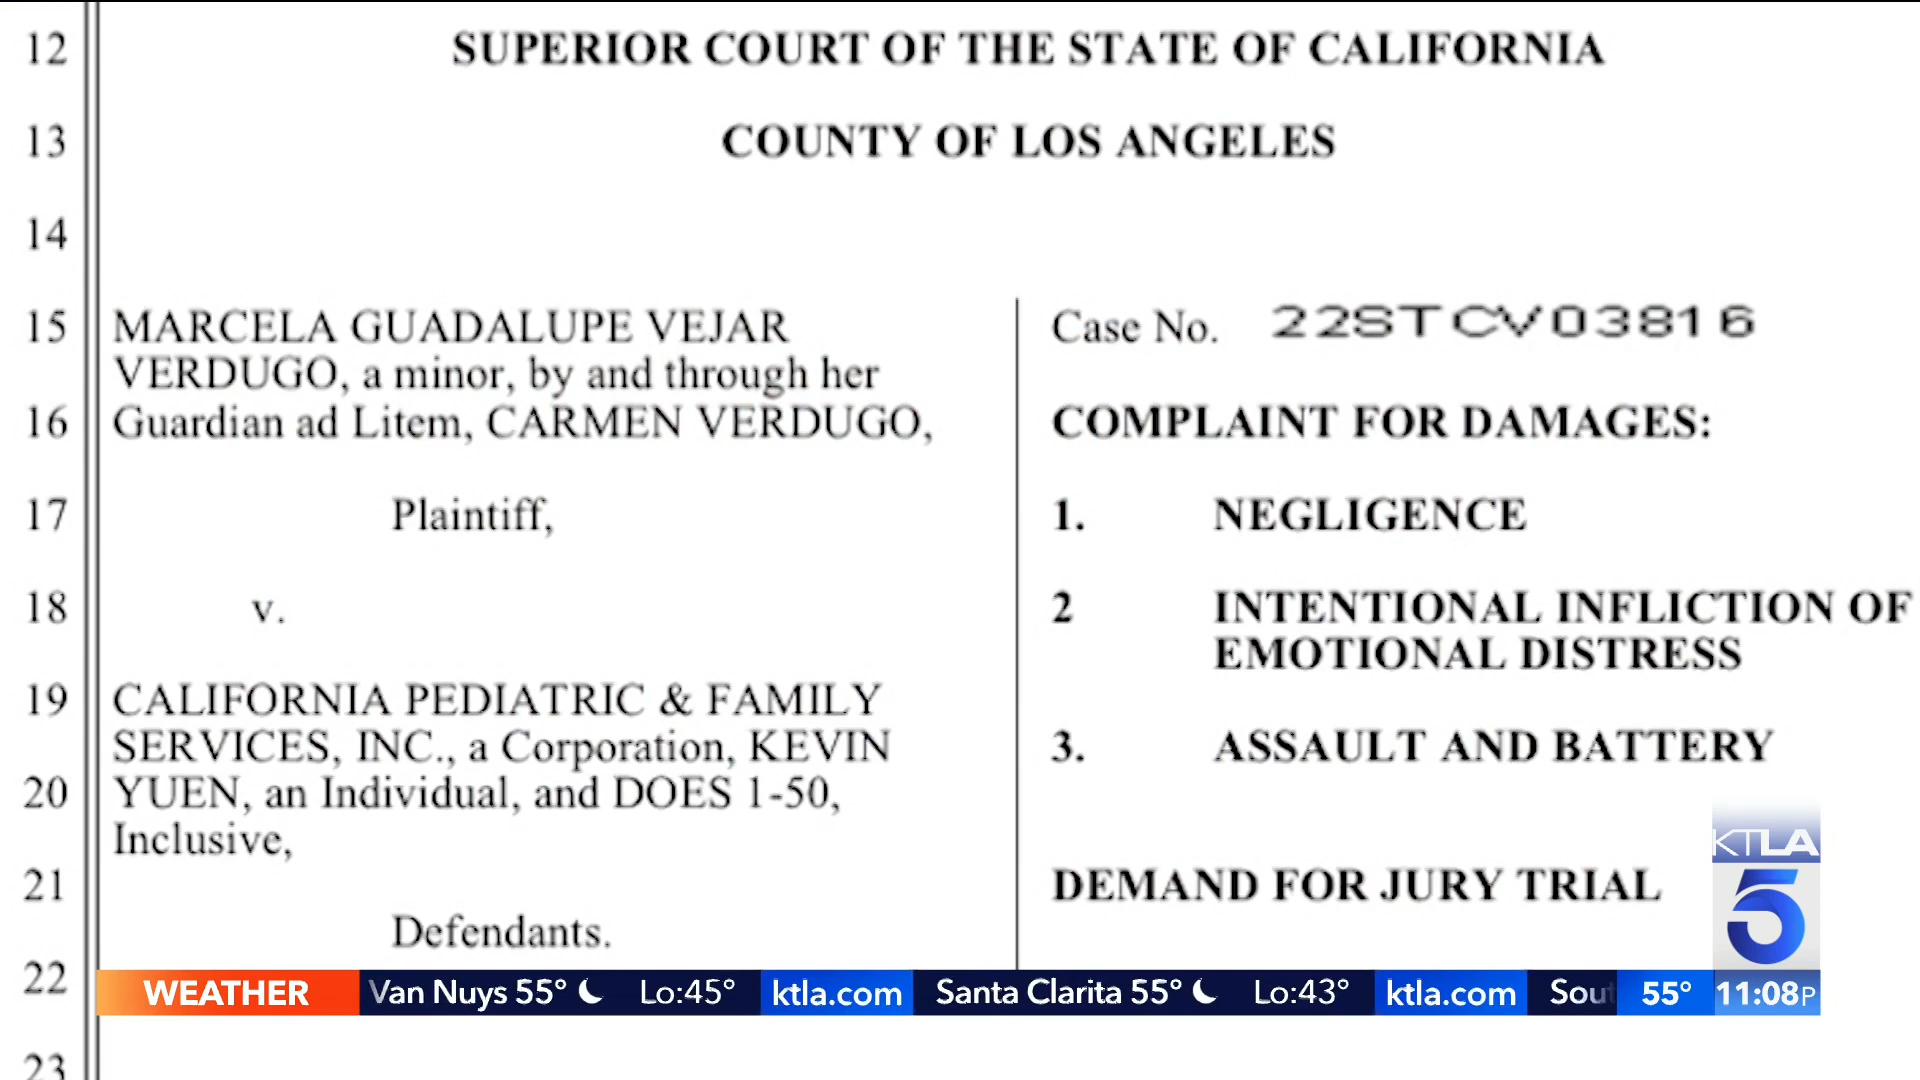 12 SUPERIOR COURT OF THE STATE OF CALIFORNIA
13 COUNTY OF LOS ANGELES
14
15 MARCELA GUADALUPE VEJAR
VERDUGO, a minor, by and through her
16 Guardian ad Litem, CARMEN VERDUGO,
17 Plaintiff,
18 v.
19 CALIFORNIA PEDIATRIC & FAMILY
SERVICES, INC., a Corporation, KEVIN
20 YUEN, an Individual, and DOES 1-50,
Inclusive,
21
Defendants.
22
23
Case No. 22STCV03816
COMPLAINT FOR DAMAGES:
1. NEGLIGENCE
2 INTENTIONAL INFLICTION OF
EMOTIONAL DISTRESS
3. ASSAULT AND BATTERY
DEMAND FOR JURY TRIAL
KTLA
5
WEATHER Van Nuys 55° Lo:45° ktla.com Santa Clarita 55° Lo:43° ktla.com 55° 11:08P